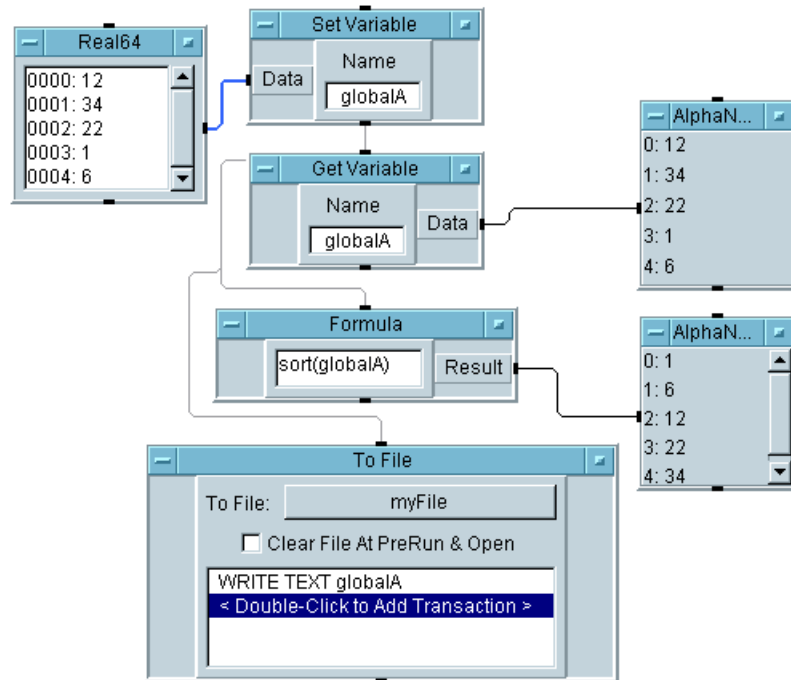 Real64
0000: 12
0001: 34
0002: 22
0003: 1
0004: 6
Set Variable
Name
Data
globalA
Get Variable
Name
Data
globalA
AlphaN...
0: 12
1: 34
2: 22
3: 1
4: 6
Formula
sort(globalA)
Result
AlphaN...
0: 1
1: 6
2: 12
3: 22
4: 34
To File
To File:
myFile
Clear File At PreRun & Open
WRITE TEXT globalA
< Double-Click to Add Transaction >